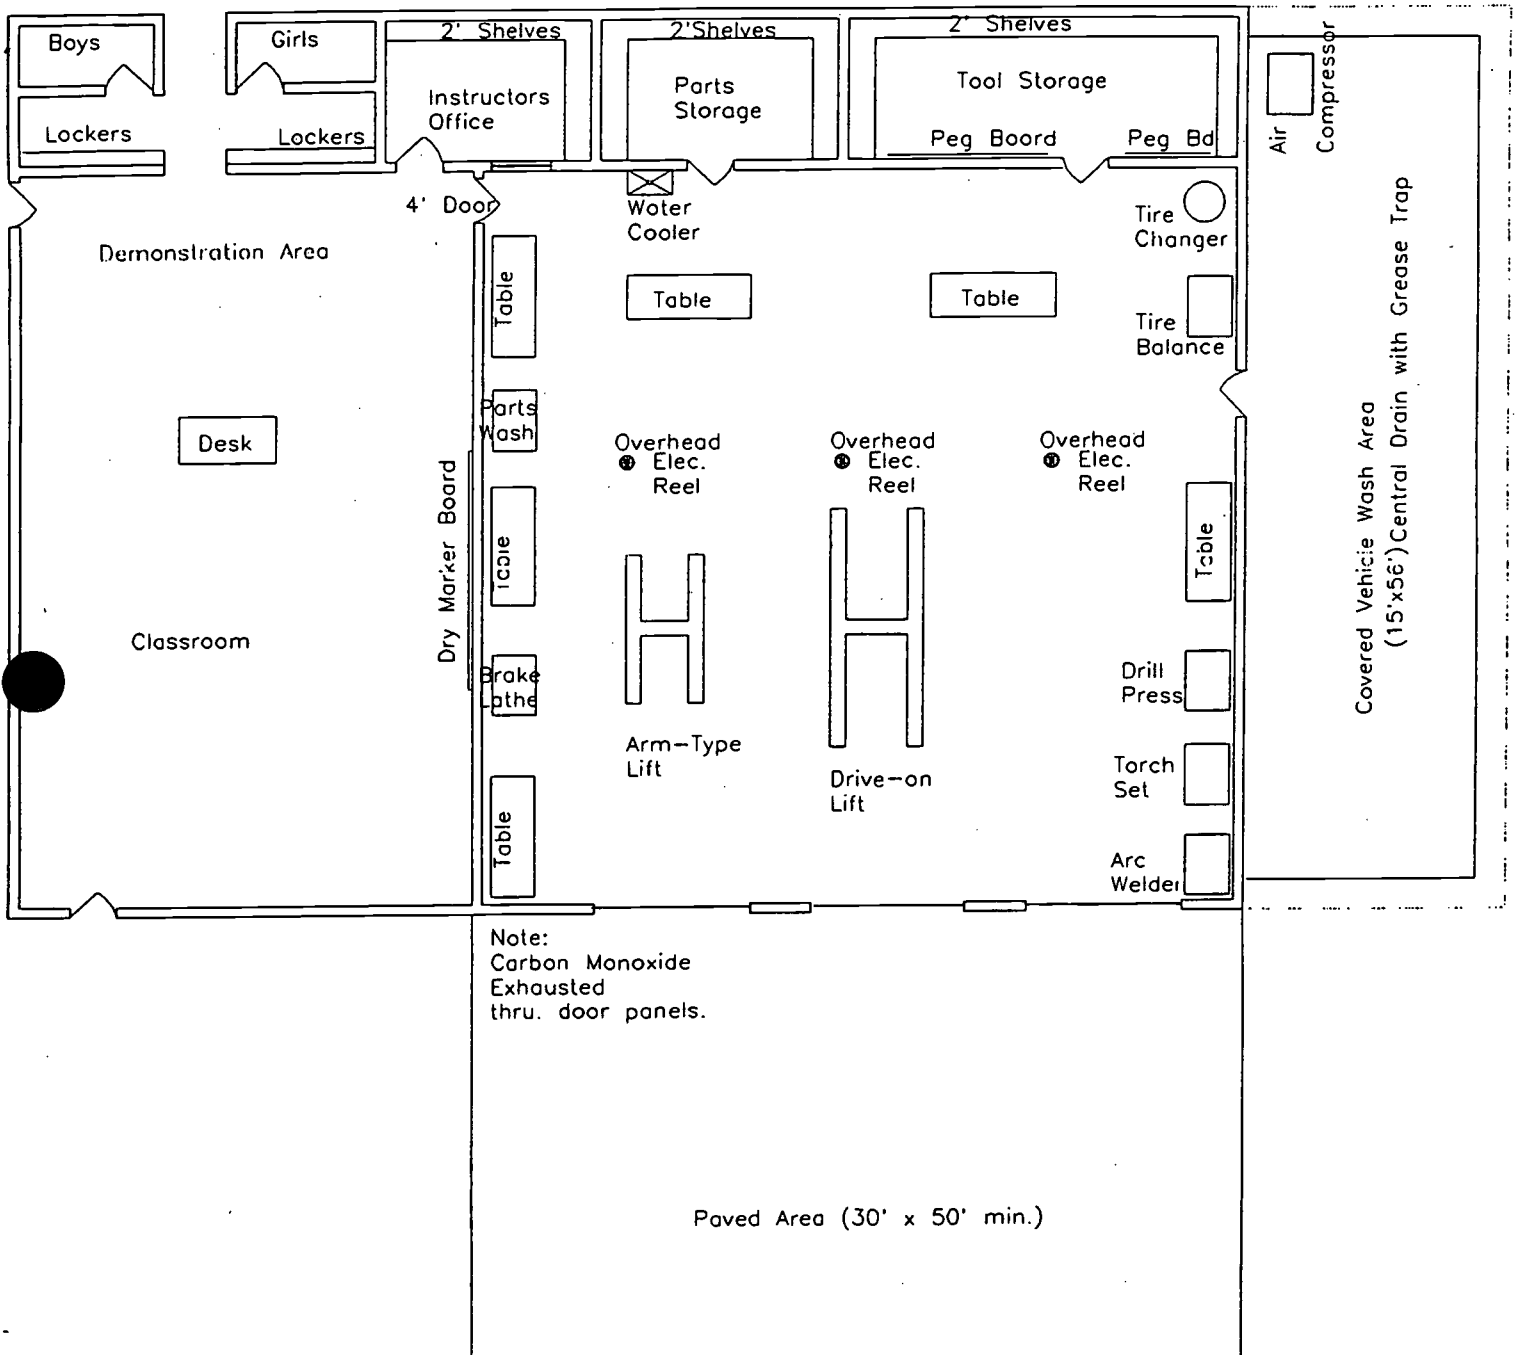 Boys
Girls
2' Shelves
2'Shelves
2' Shelves
Lockers
Lockers
Instructors
Office
Parts
Storage
Tool Storage
Peg Board
Peg Bd
Air
Compressor
4' Door
Water
Cooler
Tire
Changer
Demonstration Area
Table
Table
Table
Tire
Balance
Desk
Parts
Wash
Overhead
Elec.
Reel
Overhead
Elec.
Reel
Overhead
Elec.
Reel
Dry Marker Board
Table
Table
Covered Vehicle Wash Area
(15'x56')Central Drain with Grease Trap
Classroom
Brake
Lathe
Drill
Press
Arm-Type
Lift
Drive-on
Lift
Torch
Set
Table
Arc
Welder
Note:
Carbon Monoxide
Exhausted
thru. door panels.
Paved Area (30' x 50' min.)